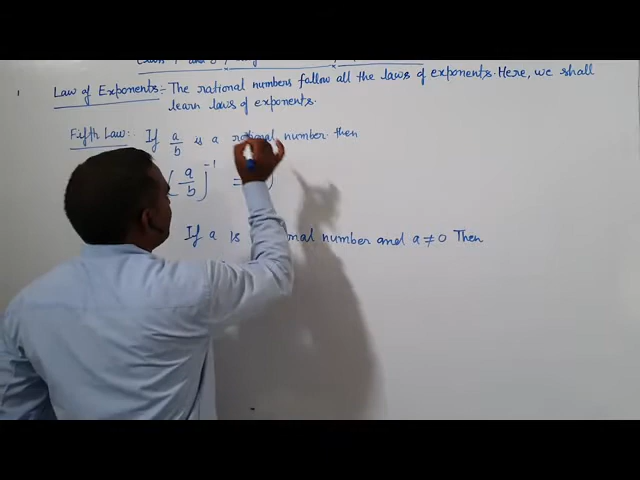 Law of Exponents:- The rational numbers follow all the laws of exponents. Here, we shall
learn laws of exponents.
Fifth Law:- If a/b is a rational number. then
(a/b)^-1 =
If a is number and a ≠ 0 Then